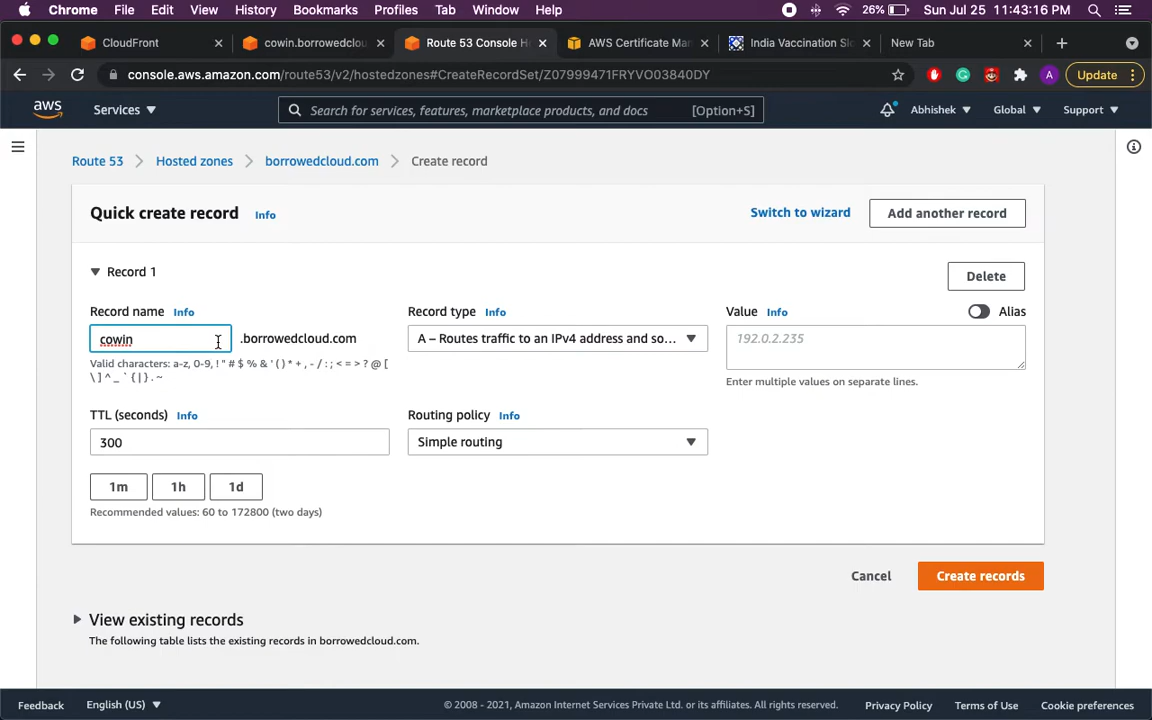 Chrome File Edit View History Bookmarks Profiles Tab Window Help 26% Sun Jul 25 11:43:16 PM
CloudFront cowin.borrowedclou Route 53 Console H AWS Certificate Man India Vaccination Slo New Tab
console.aws.amazon.com/route53/v2/hostedzones#CreateRecordSet/Z07999471FRYVO03840DY A Update
aws Services Search for services, features, marketplace products, and docs [Option+S] Abhishek Global Support
Route 53 Hosted zones borrowedcloud.com Create record
Quick create record Info Switch to wizard Add another record
Record 1 Delete
Record name Info Record type Info Value Info Alias
cowin .borrowedcloud.com A – Routes traffic to an IPv4 address and so... 192.0.2.235
Valid characters: a-z, 0-9, ! " # $ % & ' ( ) * + , - / : ; < = > ? @ [
\ ] ^ _ ` { | } . ~
Enter multiple values on separate lines.
TTL (seconds) Info Routing policy Info
300 Simple routing
1m 1h 1d
Recommended values: 60 to 172800 (two days)
Cancel Create records
View existing records
The following table lists the existing records in borrowedcloud.com.
Feedback English (US) © 2008 - 2021, Amazon Internet Services Private Ltd. or its affiliates. All rights reserved. Privacy Policy Terms of Use Cookie preferences